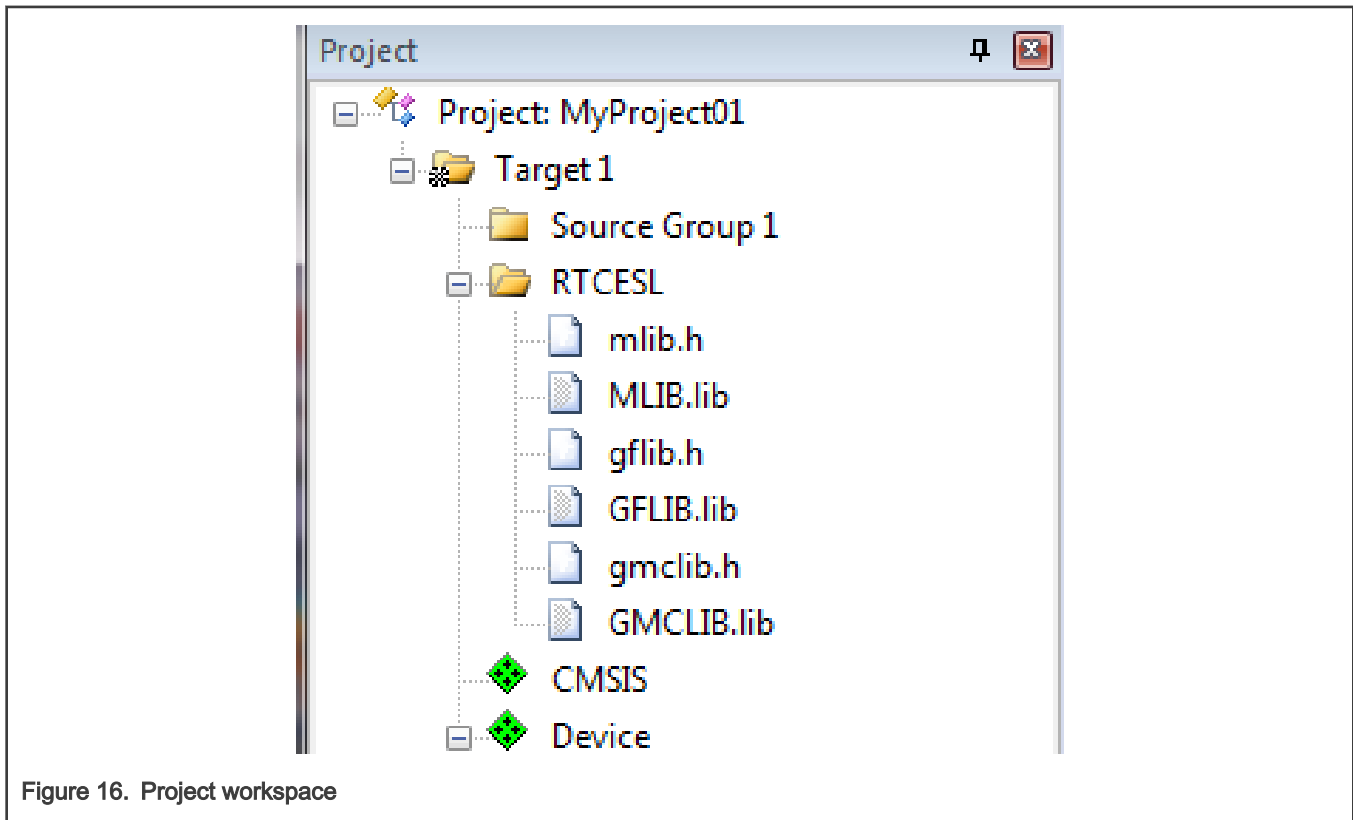 Project
Project: MyProject01
Target 1
Source Group 1
RTCESL
mlib.h
MLIB.lib
gflib.h
GFLIB.lib
gmclib.h
GMCLIB.lib
CMSIS
Device
Figure 16. Project workspace